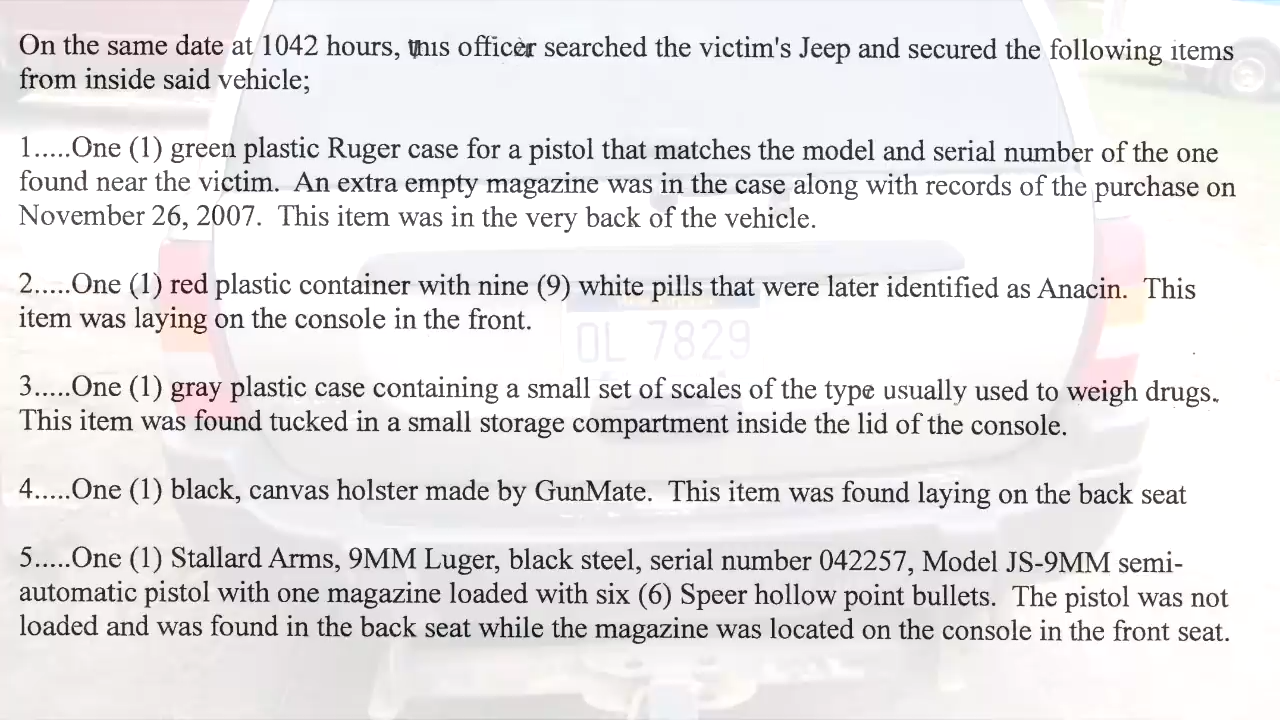 On the same date at 1042 hours, this officer searched the victim's Jeep and secured the following items
from inside said vehicle;
1.....One (1) green plastic Ruger case for a pistol that matches the model and serial number of the one
found near the victim. An extra empty magazine was in the case along with records of the purchase on
November 26, 2007. This item was in the very back of the vehicle.
2.....One (1) red plastic container with nine (9) white pills that were later identified as Anacin. This
item was laying on the console in the front.
OL 7829
3.....One (1) gray plastic case containing a small set of scales of the type usually used to weigh drugs.
This item was found tucked in a small storage compartment inside the lid of the console.
4.....One (1) black, canvas holster made by GunMate. This item was found laying on the back seat
5.....One (1) Stallard Arms, 9MM Luger, black steel, serial number 042257, Model JS-9MM semi-
automatic pistol with one magazine loaded with six (6) Speer hollow point bullets. The pistol was not
loaded and was found in the back seat while the magazine was located on the console in the front seat.